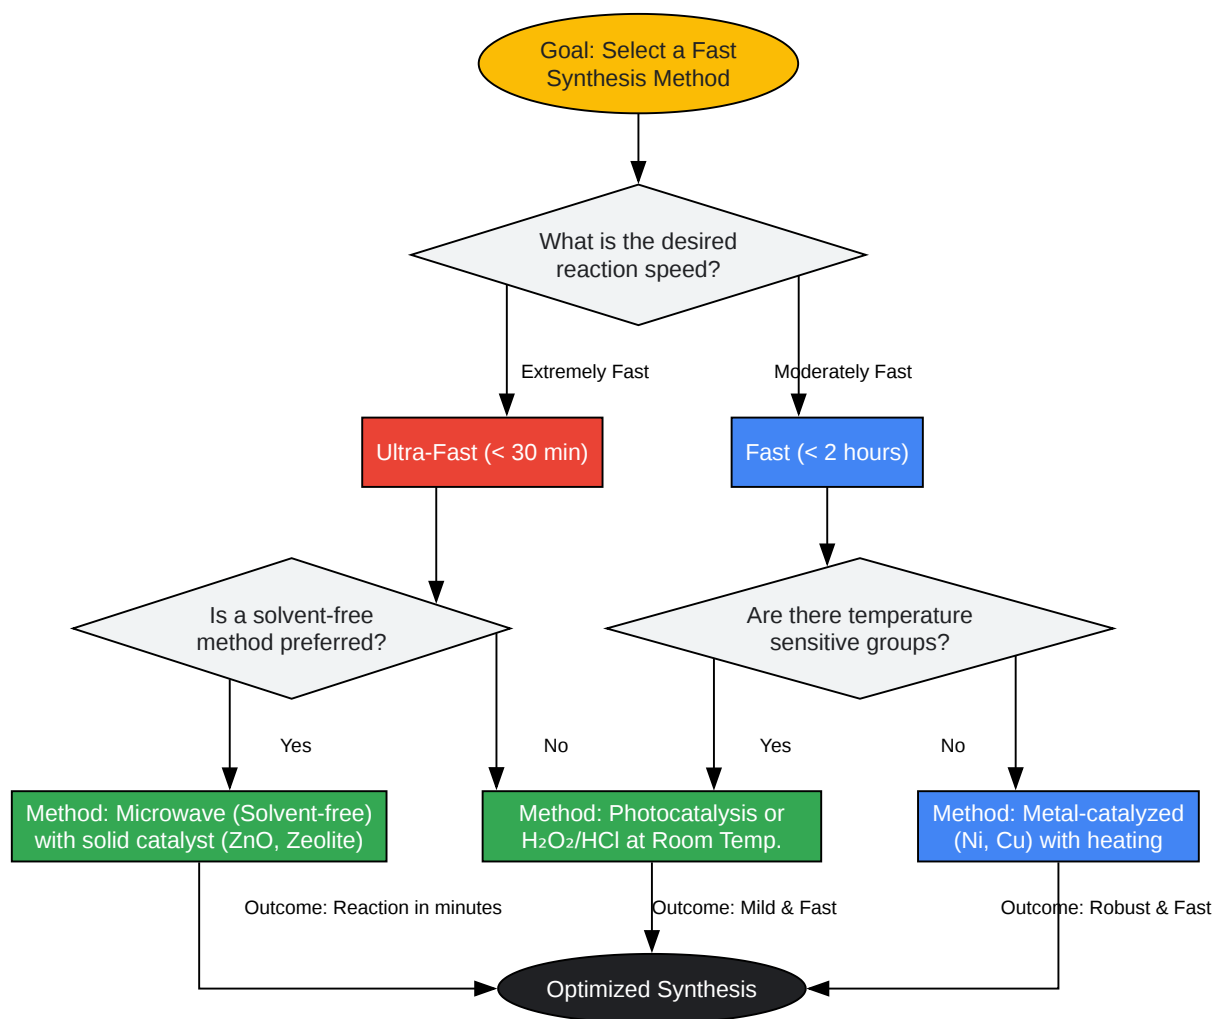 Goal: Select a Fast
Synthesis Method
What is the desired
reaction speed?
Extremely Fast
Moderately Fast
Ultra-Fast (< 30 min)
Fast (< 2 hours)
Is a solvent-free
method preferred?
Are there temperature
sensitive groups?
Yes
No
Yes
No
Method: Microwave (Solvent-free)
with solid catalyst (ZnO, Zeolite)
Method: Photocatalysis or
H₂O₂/HCl at Room Temp.
Method: Metal-catalyzed
(Ni, Cu) with heating
Outcome: Reaction in minutes
Outcome: Mild & Fast
Outcome: Robust & Fast
Optimized Synthesis